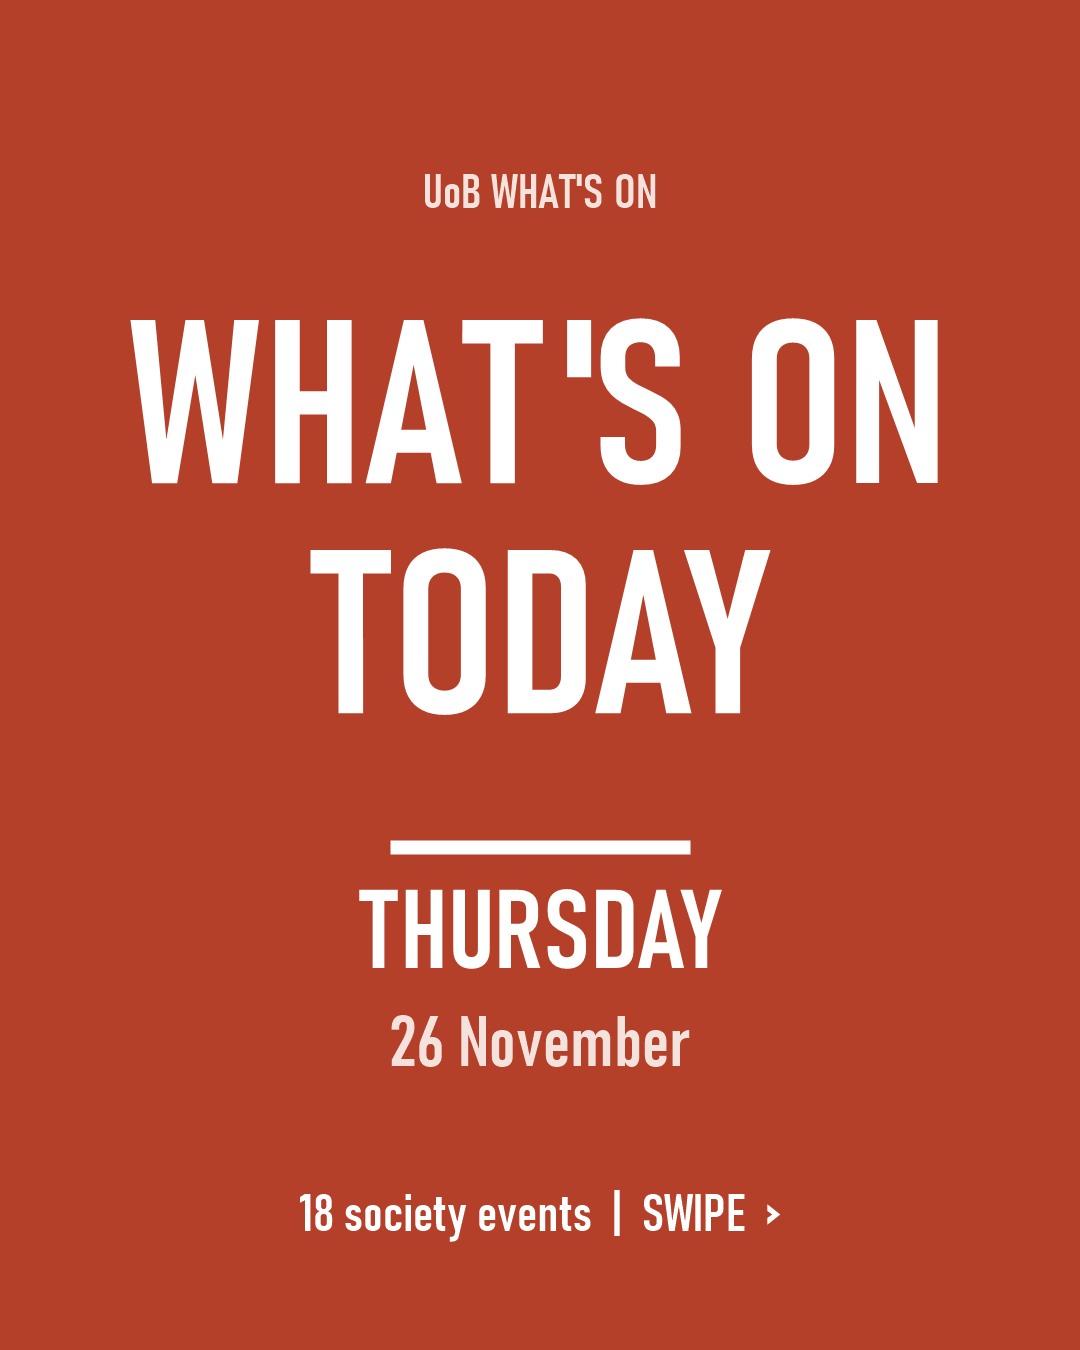 UoB WHAT'S ON
WHAT'S ON
TODAY
THURSDAY
26 November
18 society events | SWIPE >